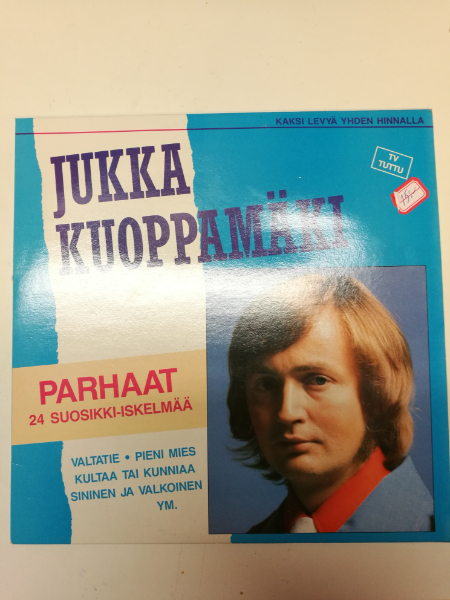 KAKSI LEVYÄ YHDEN HINNALLA
TV
TUTTU
JUKKA
KUOPPAMÄKI
PARHAAT
24 SUOSIKKI-ISKELMÄÄ
VALTATIE • PIENI MIES
KULTAA TAI KUNNIAA
SININEN JA VALKOINEN
YM.